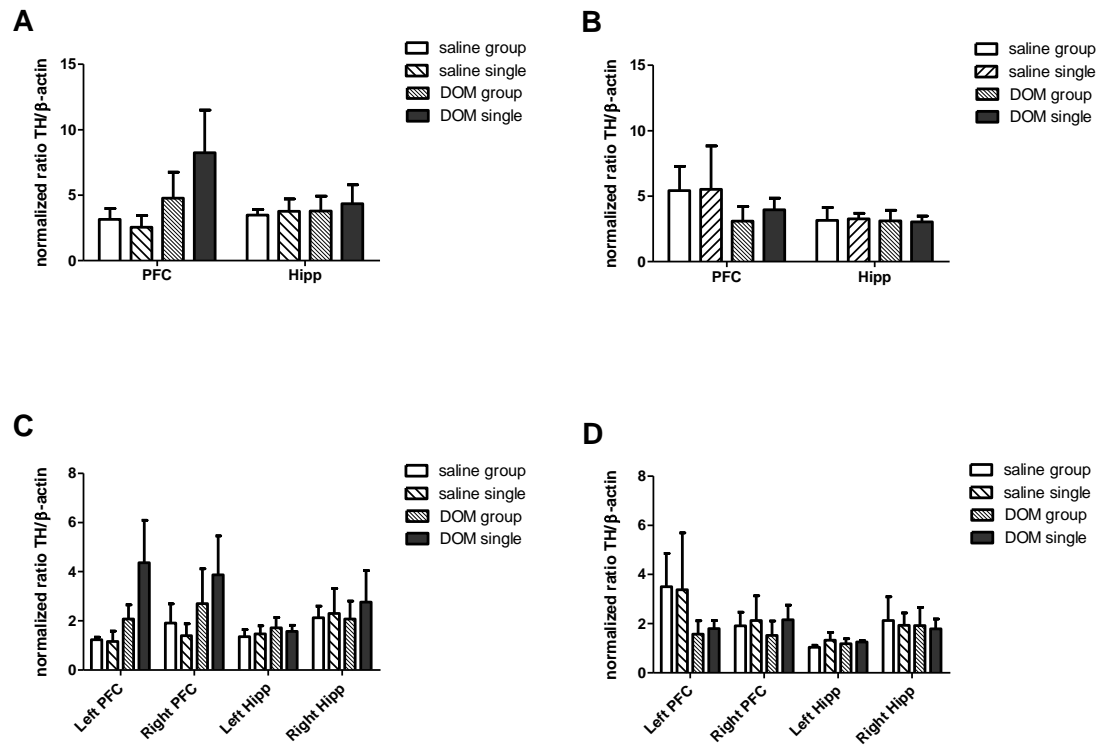 A
saline group
saline single
DOM group
DOM single
normalized ratio TH/β-actin
15
10
5
0
PFC
Hipp
B
saline group
saline single
DOM group
DOM single
normalized ratio TH/β-actin
15
10
5
0
PFC
Hipp
C
saline group
saline single
DOM group
DOM single
normalized ratio TH/β-actin
8
6
4
2
0
Left PFC
Right PFC
Left Hipp
Right Hipp
D
saline group
saline single
DOM group
DOM single
normalized ratio TH/β-actin
8
6
4
2
0
Left PFC
Right PFC
Left Hipp
Right Hipp